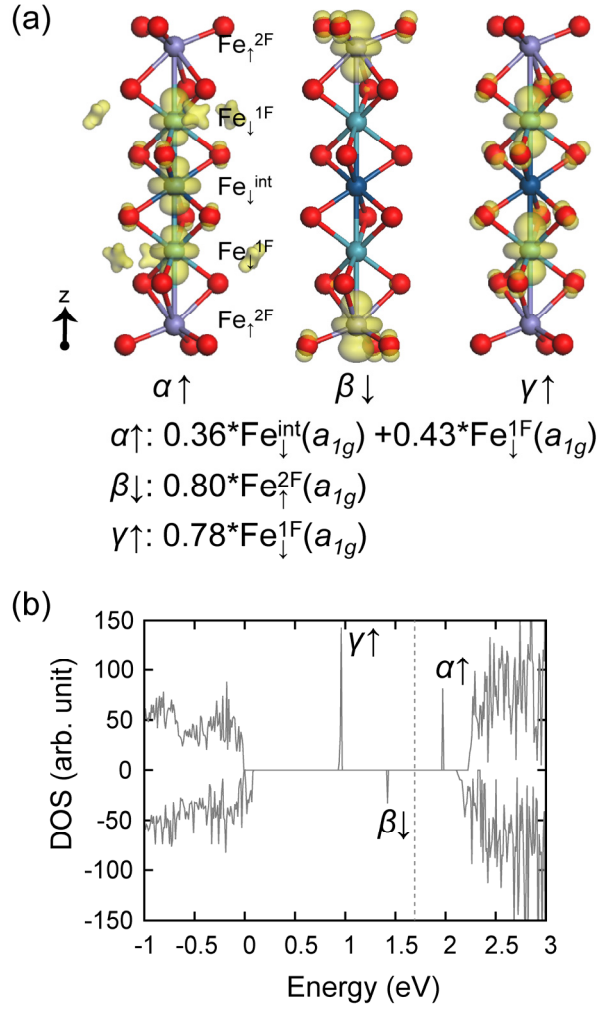 (a)
Fe↑2F
Fe↓1F
Fe↓int
Fe↓1F
Fe↑2F
z
α↑ β↓ γ↑
α↑: 0.36*Fe↓int(a1g) +0.43*Fe↓1F(a1g)
β↓: 0.80*Fe↑2F(a1g)
γ↑: 0.78*Fe↓1F(a1g)
(b)
DOS (arb. unit)
150
100
50
0
-50
-100
-150
γ↑
α↑
β↓
-1 -0.5 0 0.5 1 1.5 2 2.5 3
Energy (eV)